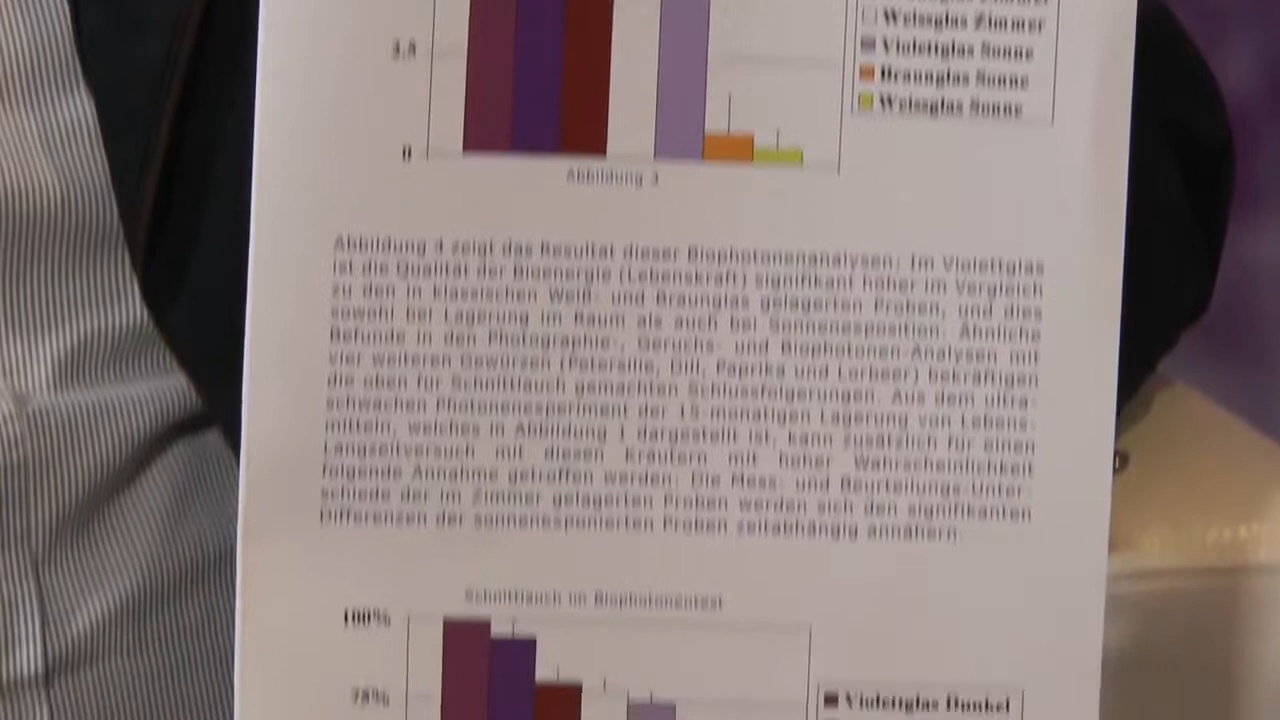 Weissglas Zimmer
2.5
Violettglas Sonne
Braunglas Sonne
Weissglas Sonne
0
Abbildung 3
Abbildung 4 zeigt das Resultat dieser Biophotonenanalysen: Im Violettglas
ist die Qualität der Bioenergie (Lebenskraft) signifikant höher im Vergleich
zu den in klassischen Weiß- und Braunglas gelagerten Proben, und dies
sowohl bei Lagerung im Raum als auch bei Sonnenexposition. Ähnliche
Befunde in den Photographie-, Geruchs- und Biophotonen-Analysen mit
vier weiteren Gewürzen (Petersilie, Dill, Paprika und Lorbeer) bekräftigen
die oben für Schnittlauch gemachten Schlussfolgerungen. Aus dem ultra-
schwachen Photonenexperiment der 15-monatigen Lagerung von Lebens-
mitteln, welches in Abbildung 1 dargestellt ist, kann zusätzlich für einen
Langzeitversuch mit diesen Kräutern mit hoher Wahrscheinlichkeit
folgende Annahme getroffen werden: Die Mess- und Beurteilungs-Unter-
schiede der im Zimmer gelagerten Proben werden sich den signifikanten
Differenzen der sonnenexponierten Proben zeitabhängig annähern.
Schnittlauch im Biophotonentest
100%
75%
Violettglas Dunkel